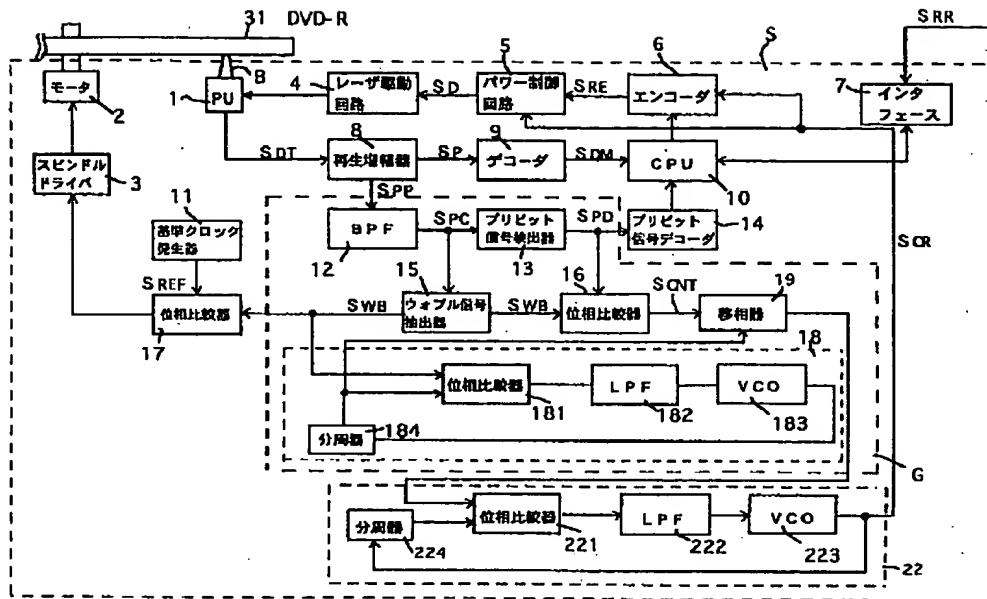 31 DVD-R
SRR
S
モータ
2
B
1 PU
4 レーザ駆動
回路
SD
5
パワー制御
回路
SRE
6
エンコーダ
7 インタ
フェース
スピンドル
ドライバ
3
SDT
8
再生増幅器
SP
9
デコーダ
SDM
CPU
10
SPP
11
基準クロック
発生器
BPF
12
SPC
プリピット
信号検出器
13
SPD
プリピット
信号デコーダ
14
SCR
SREF
位相比較器
17
SWB
15
ウォブル信号
抽出器
SWB
16
位相比較器
SCNT
19
移相器
18
位相比較器
181
LPF
182
VCO
183
184
分周器
G
分周器
224
位相比較器
221
LPF
222
VCO
223
22